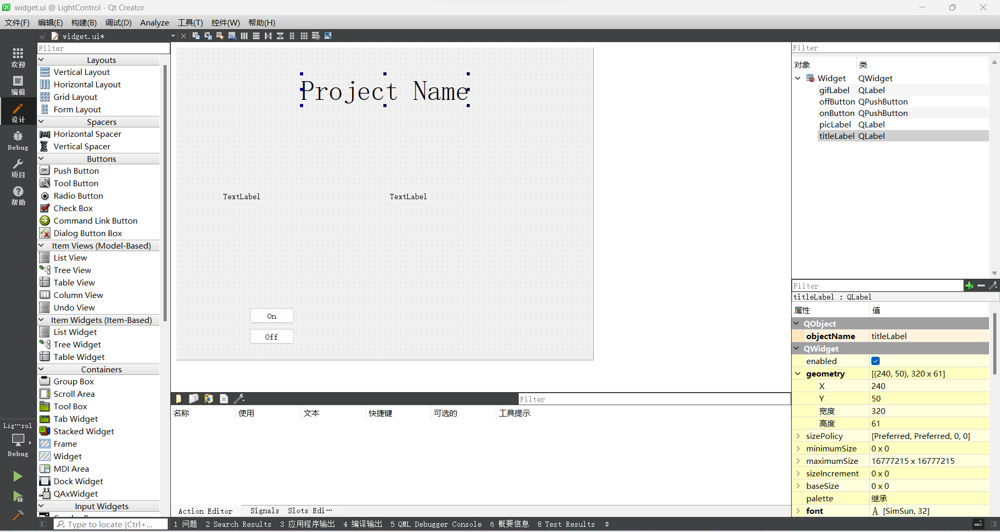 widget.ui @ LightControl - Qt Creator
文件(F) 编辑(E) 构建(B) 调试(D) Analyze 工具(T) 控件(W) 帮助(H)
widget.ui*
欢迎
编辑
设计
Debug
项目
帮助
Lig…rol
Debug
Filter
Layouts
Vertical Layout
Horizontal Layout
Grid Layout
Form Layout
Spacers
Horizontal Spacer
Vertical Spacer
Buttons
OK Push Button
Tool Button
Radio Button
Check Box
Command Link Button
Dialog Button Box
Item Views (Model-Based)
List View
Tree View
Table View
Column View
Undo View
Item Widgets (Item-Based)
List Widget
Tree Widget
Table Widget
Containers
Group Box
Scroll Area
Tool Box
Tab Widget
Stacked Widget
Frame
Widget
MDI Area
Dock Widget
QAxWidget
Input Widgets
Project Name
TextLabel TextLabel
On
Off
Filter
名称 使用 文本 快捷键 可选的 工具提示
Action Editor Signals Slots Edi…
Filter
对象 类
Widget QWidget
gifLabel QLabel
offButton QPushButton
onButton QPushButton
picLabel QLabel
titleLabel QLabel
Filter
titleLabel : QLabel
属性 值
QObject
objectName titleLabel
QWidget
enabled
geometry [(240, 50), 320 x 61]
X 240
Y 50
宽度 320
高度 61
sizePolicy [Preferred, Preferred, 0, 0]
minimumSize 0 x 0
maximumSize 16777215 x 16777215
sizeIncrement 0 x 0
baseSize 0 x 0
palette 继承
font A [SimSun, 32]
Type to locate (Ctrl+...
1 问题 2 Search Results 3 应用程序输出 4 编译输出 5 QML Debugger Console 6 概要信息 8 Test Results